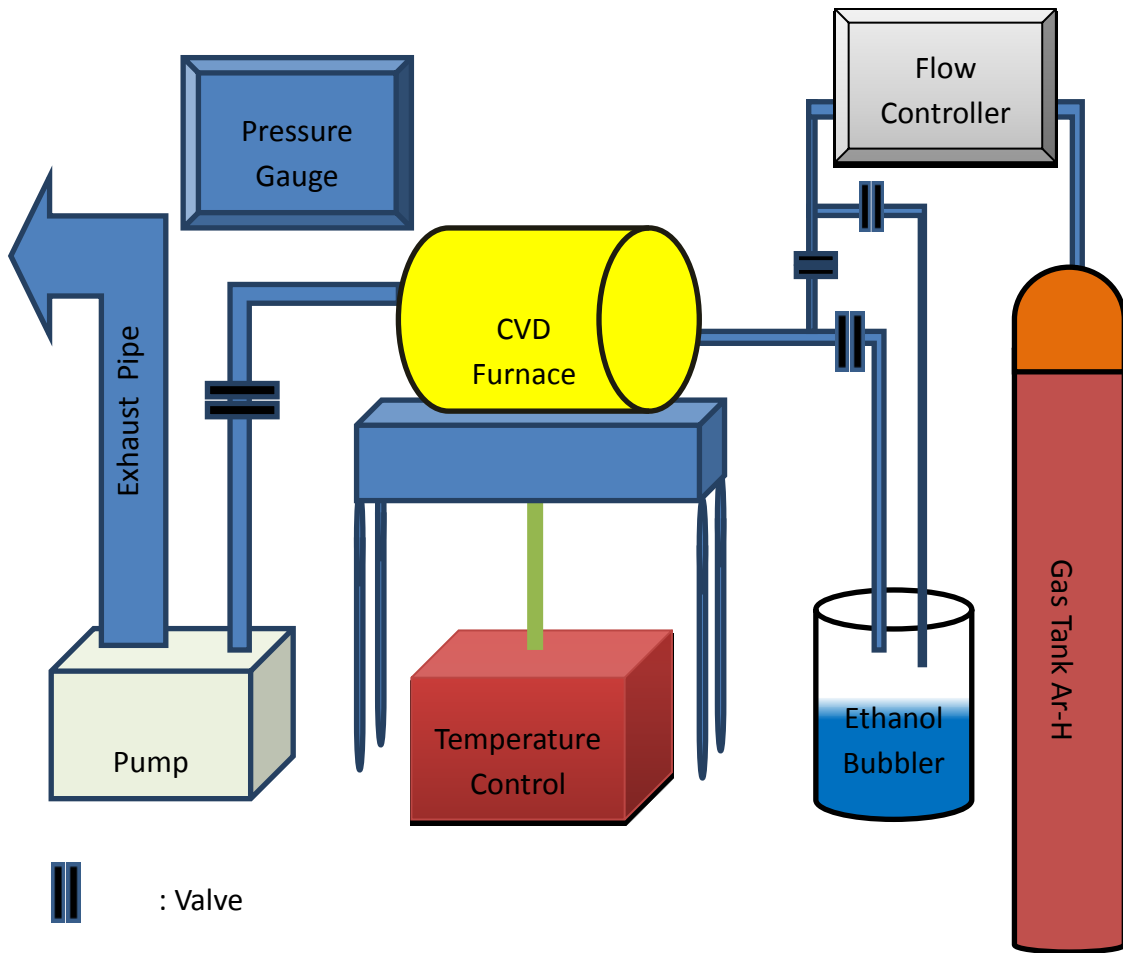 Flow
Controller
Pressure
Gauge
CVD
Furnace
Exhaust Pipe
Gas Tank Ar-H
Ethanol
Bubbler
Temperature
Control
Pump
: Valve